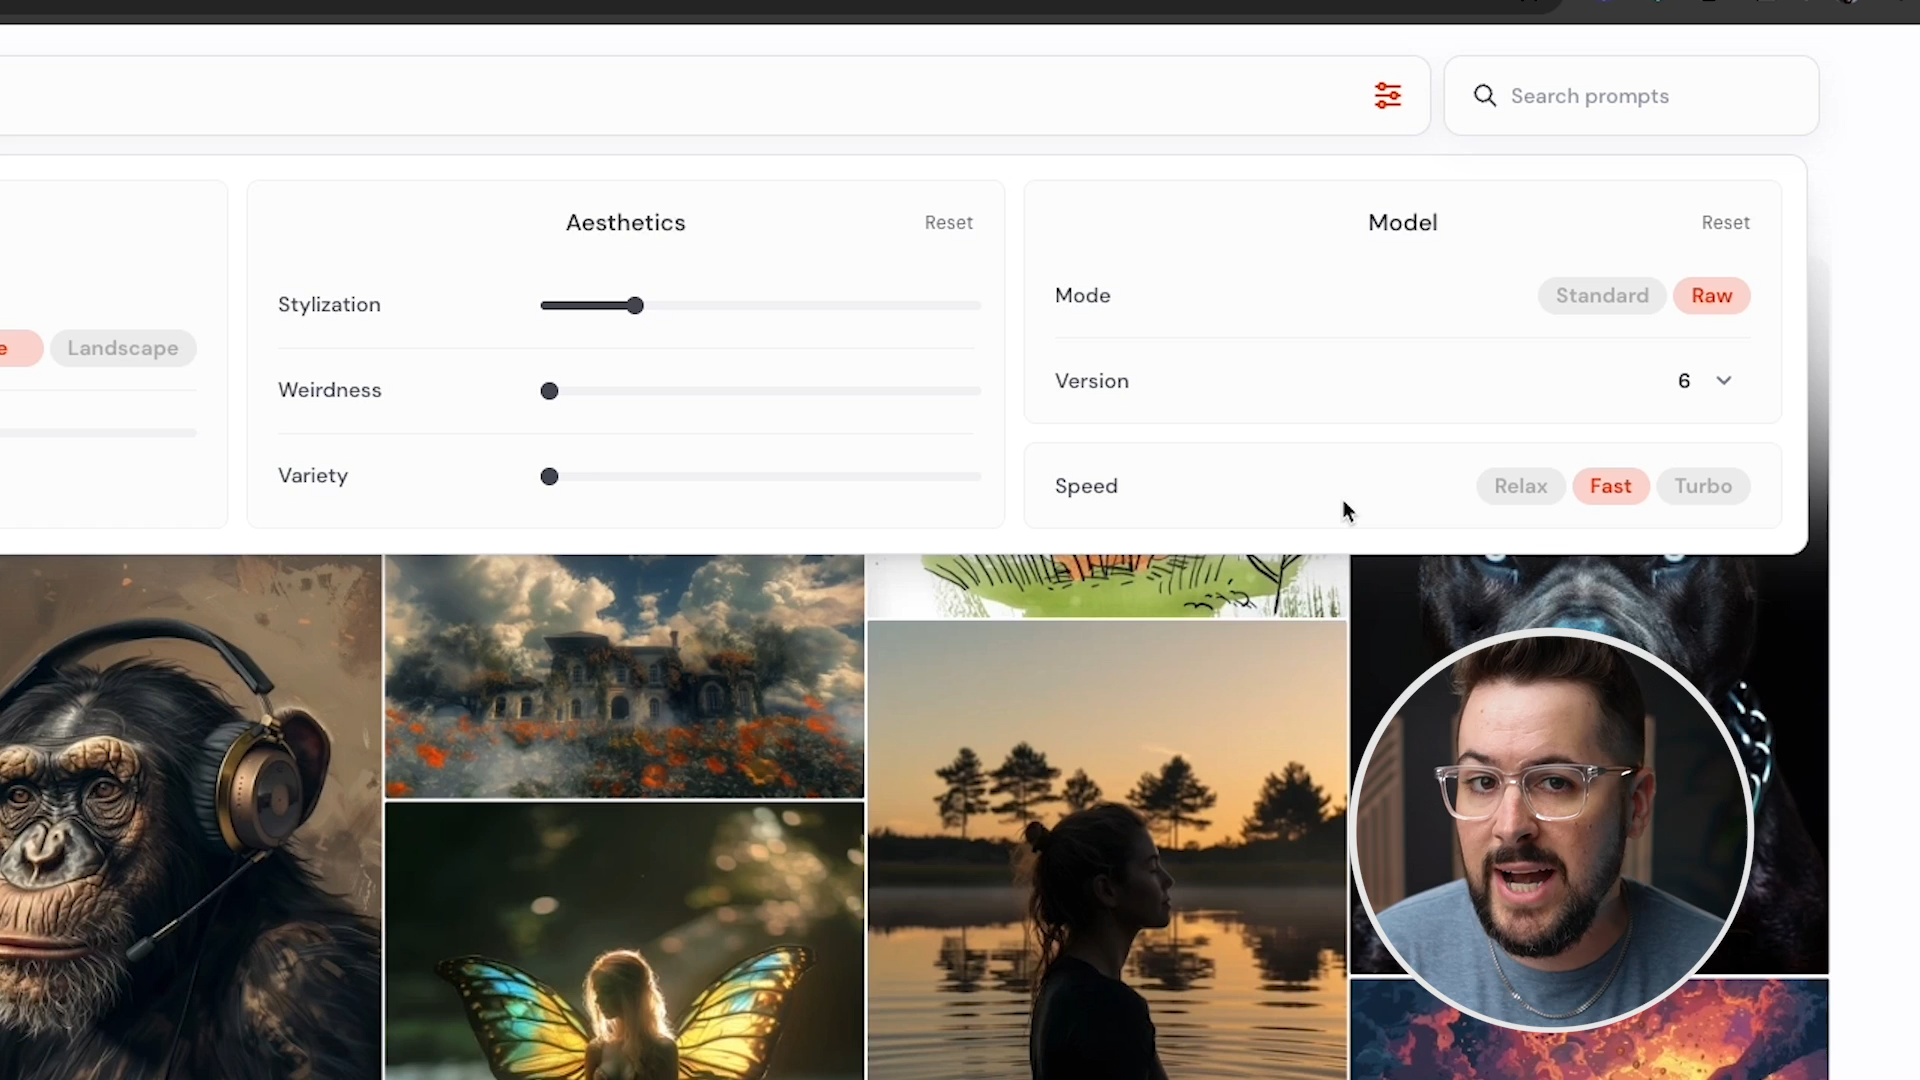 Search prompts
Aesthetics
Reset
Stylization
Weirdness
Variety
Landscape
Model
Reset
Mode
Standard
Raw
Version
6
Speed
Relax
Fast
Turbo